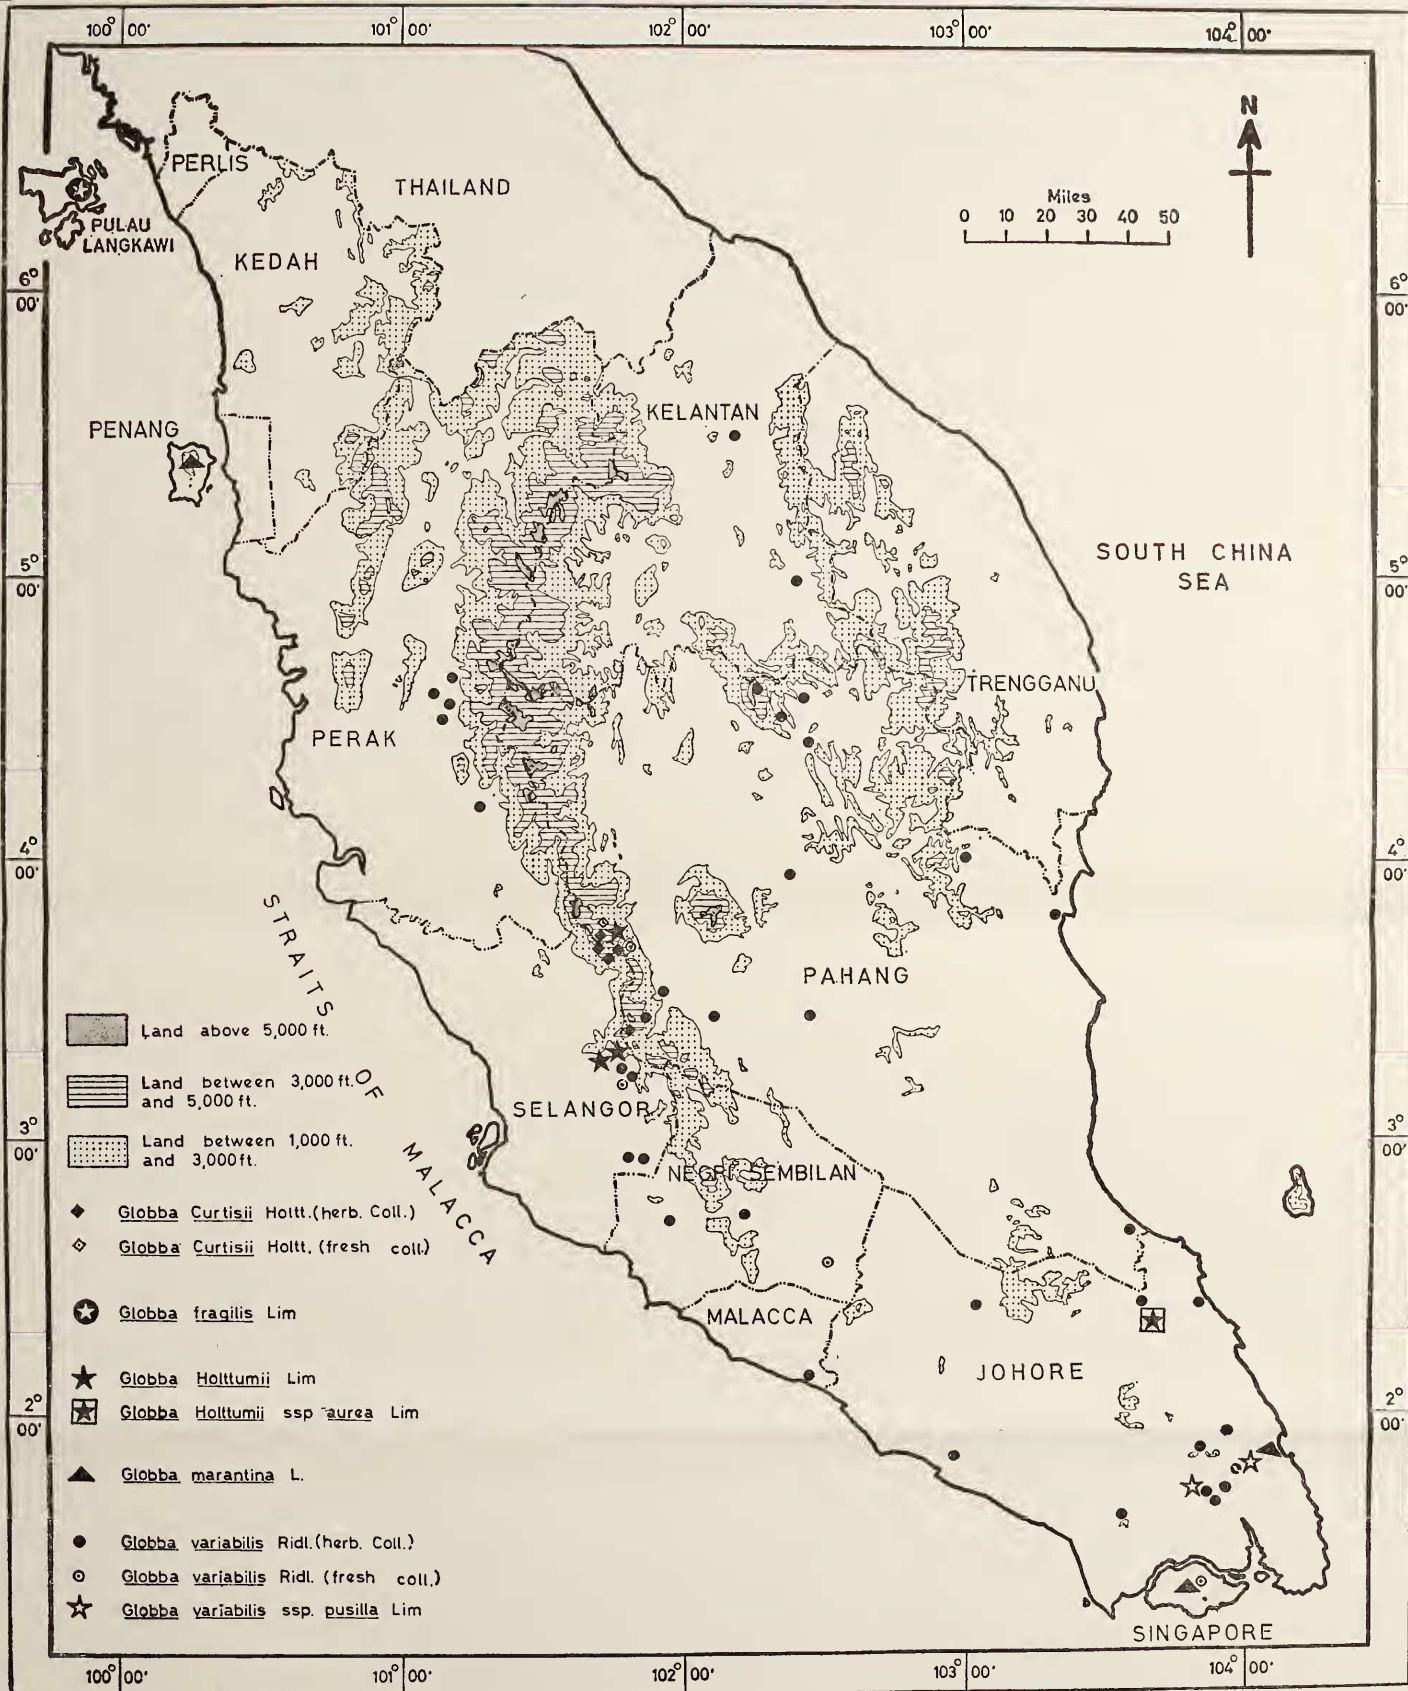 100° 00'
101° 00'
102° 00'
103° 00'
104° 00'
N
PERLIS
THAILAND
Miles
0 10 20 30 40 50
PULAU
LANGKAWI
KEDAH
6°
00'
6°
00'
PENANG
KELANTAN
SOUTH CHINA
SEA
5°
00'
5°
00'
TRENGGANU
PERAK
4°
00'
4°
00'
STRAITS OF MALACCA
PAHANG
Land above 5,000 ft.
Land between 3,000 ft.
and 5,000 ft.
SELANGOR
3°
00'
3°
00'
Land between 1,000 ft.
and 3,000 ft.
NEGRI SEMBILAN
Globba Curtisii Holtt. (herb. Coll.)
Globba Curtisii Holtt. (fresh coll.)
Globba fragilis Lim
MALACCA
JOHORE
Globba Holttumii Lim
2°
00'
2°
00'
Globba Holttumii ssp aurea Lim
Globba marantina L.
Globba variabilis Ridl. (herb. Coll.)
Globba variabilis Ridl. (fresh coll.)
Globba variabilis ssp. pusilla Lim
SINGAPORE
100° 00'
101° 00'
102° 00'
103° 00'
104° 00'